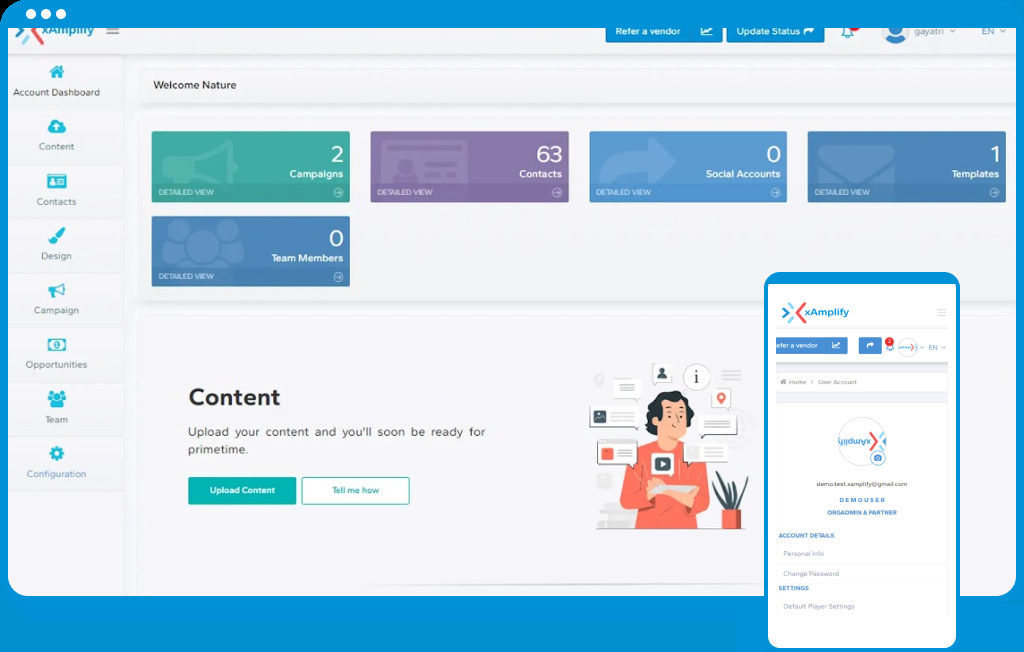 xAmplify
Refer a vendor
Update Status
gayatri
EN
Account Dashboard
Content
Contacts
Design
Campaign
Opportunities
Team
Configuration
Welcome Nature
2
Campaigns
DETAILED VIEW
63
Contacts
DETAILED VIEW
0
Social Accounts
DETAILED VIEW
1
Templates
DETAILED VIEW
0
Team Members
DETAILED VIEW
Content
Upload your content and you'll soon be ready for
primetime.
Upload Content
Tell me how
i
xAmplify
efer a vendor
2
EN
Home > User Account
xAmplify
demo.test.xamplify@gmail.com
DEMOUSER
ORGADMIN & PARTNER
ACCOUNT DETAILS
Personal Info
Change Password
SETTINGS
Default Player Settings